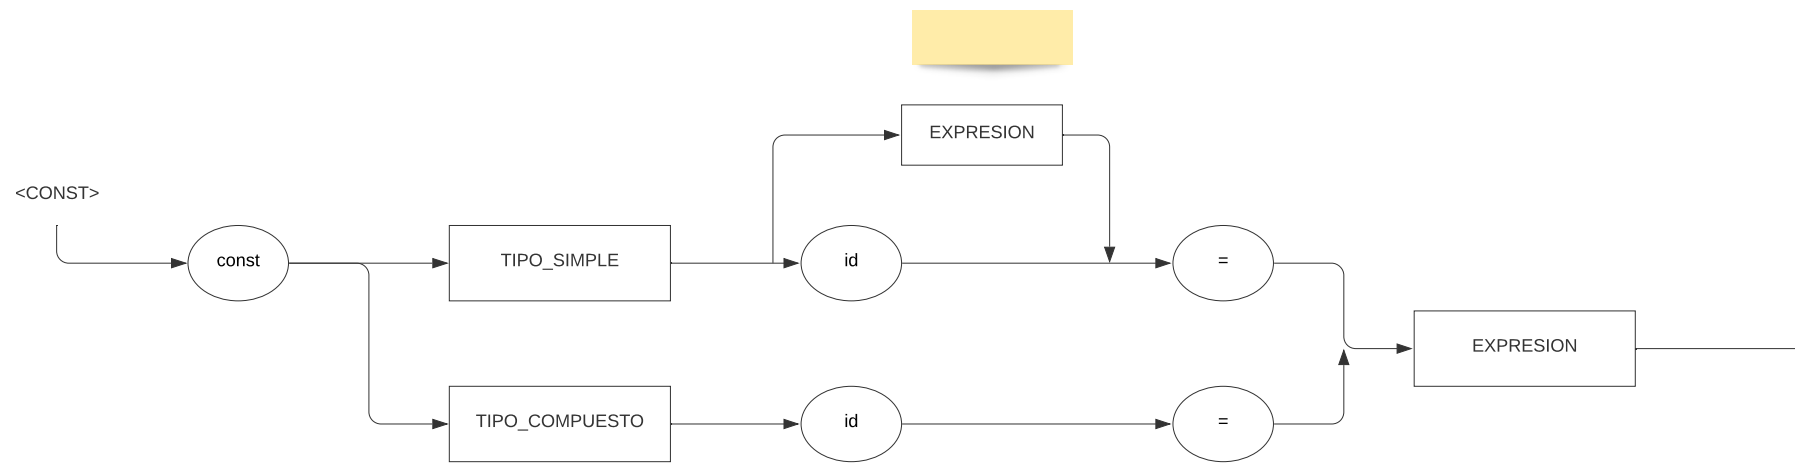 EXPRESION
<CONST>
const
TIPO_SIMPLE
id
=
EXPRESION
TIPO_COMPUESTO
id
=